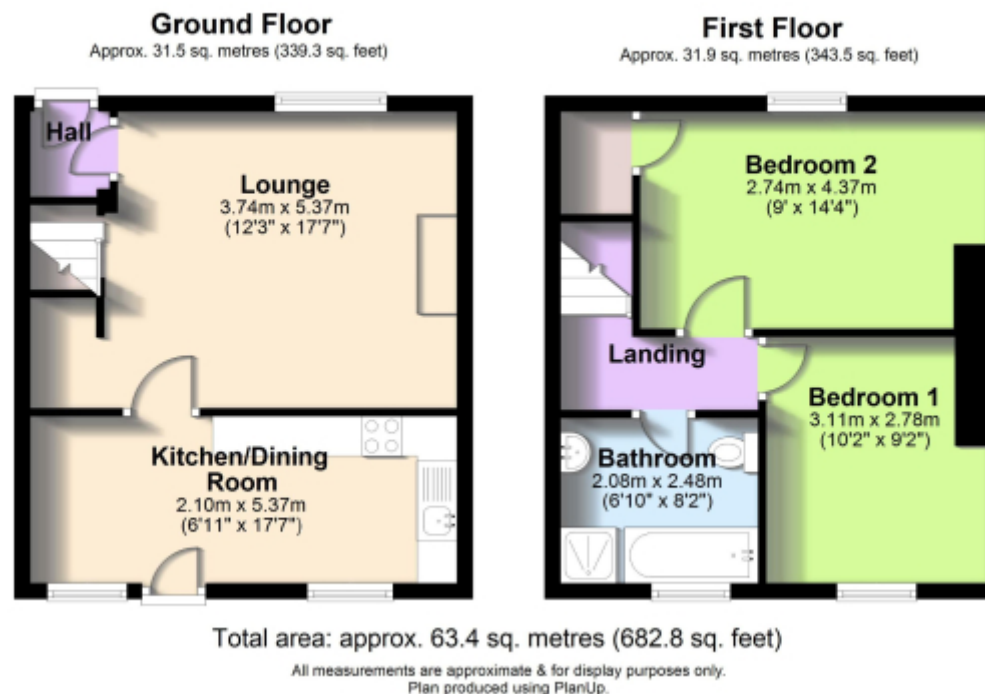 Ground Floor
Approx. 31.5 sq. metres (339.3 sq. feet)
Hall
Lounge
3.74m x 5.37m
(12'3" x 17'7")
Kitchen/Dining
Room
2.10m x 5.37m
(6'11" x 17'7")
First Floor
Approx. 31.9 sq. metres (343.5 sq. feet)
Bedroom 2
2.74m x 4.37m
(9' x 14'4")
Landing
Bedroom 1
3.11m x 2.78m
(10'2" x 9'2")
Bathroom
2.08m x 2.48m
(6'10" x 8'2")
Total area: approx. 63.4 sq. metres (682.8 sq. feet)
All measurements are approximate & for display purposes only.
Plan produced using PlanUp.